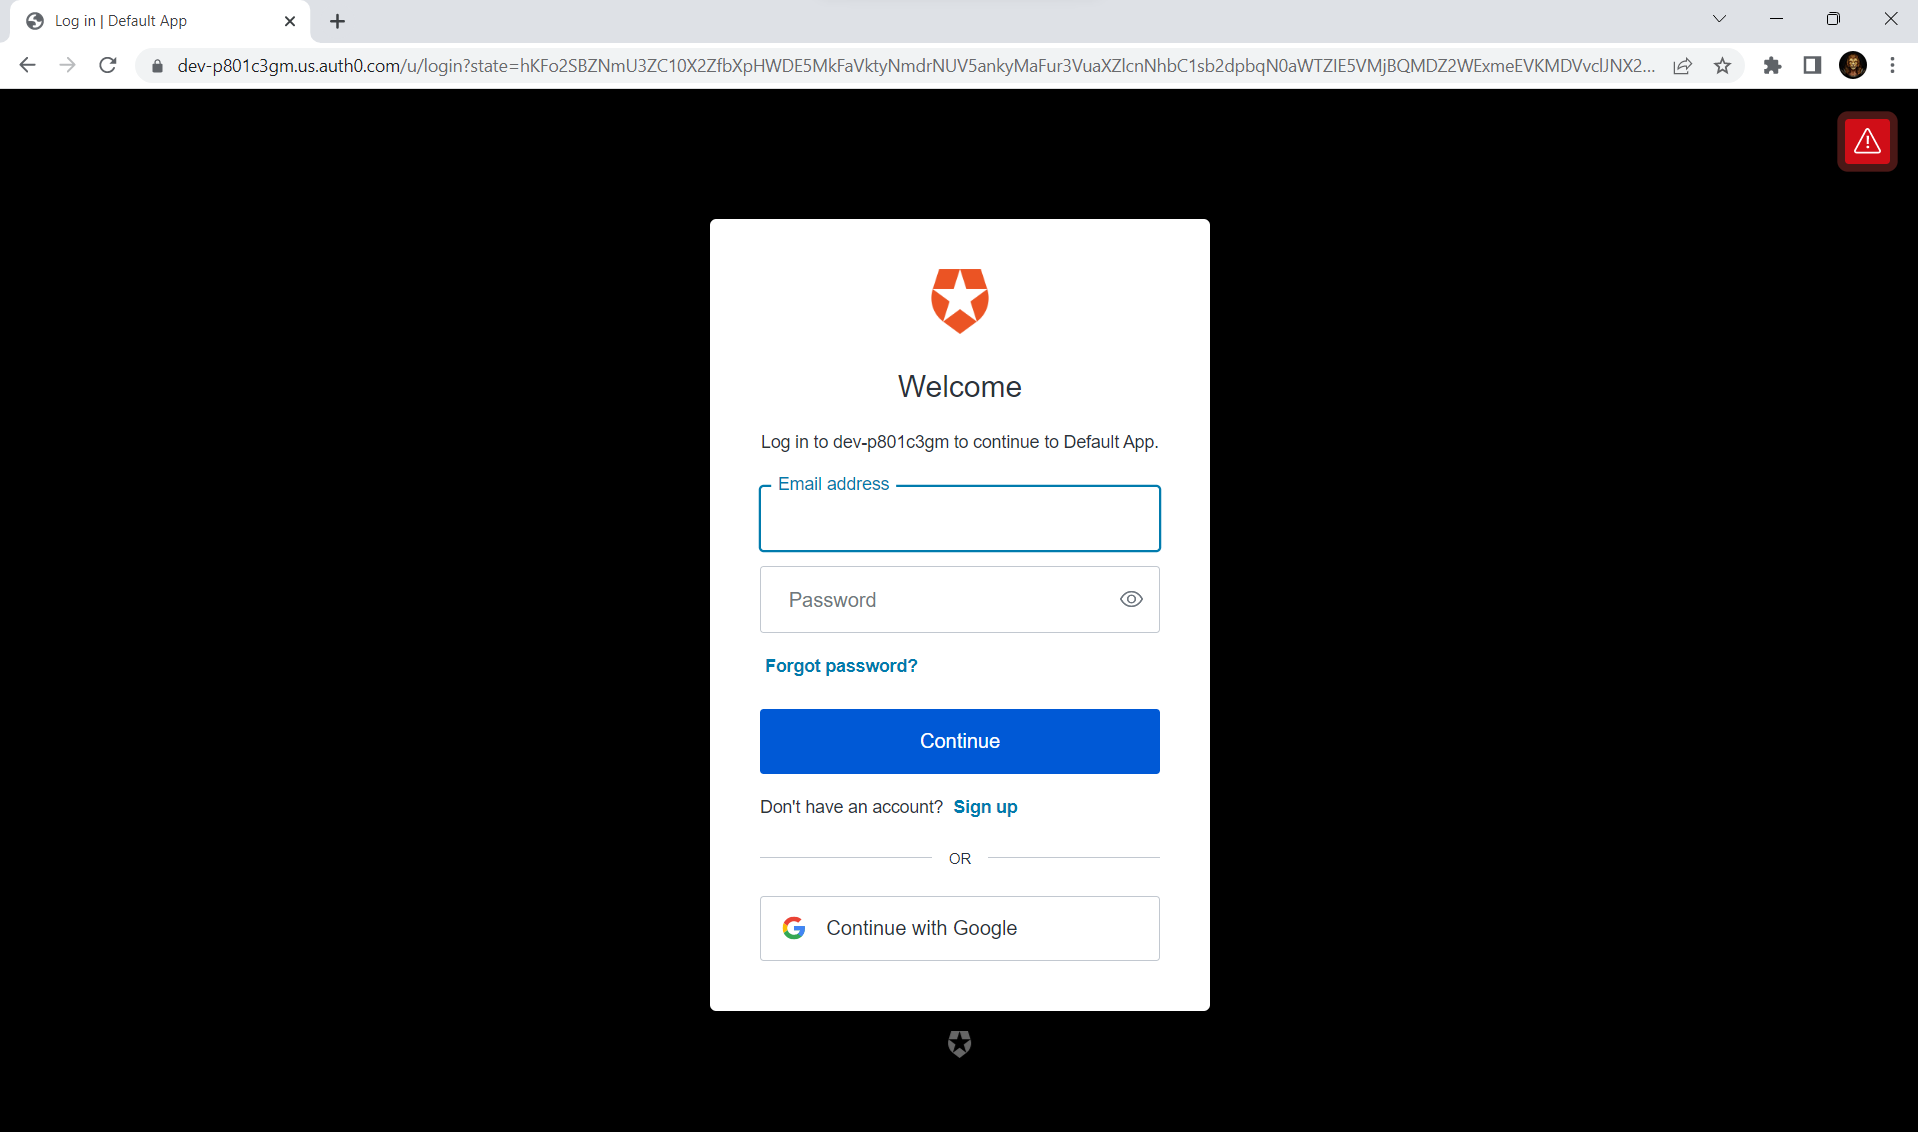 Log in | Default App
dev-p801c3gm.us.auth0.com/u/login?state=hKFo2SBZNmU3ZC10X2ZfbXpHWDE5MkFaVktyNmdrNUV5ankyMaFur3VuaXZlcnNhbC1sb2dpbqN0aWTZIE5VMjBQMDZ2WExmeEVKMDVvclJNX2...
Welcome
Log in to dev-p801c3gm to continue to Default App.
Email address
Password
Forgot password?
Continue
Don't have an account? Sign up
OR
Continue with Google